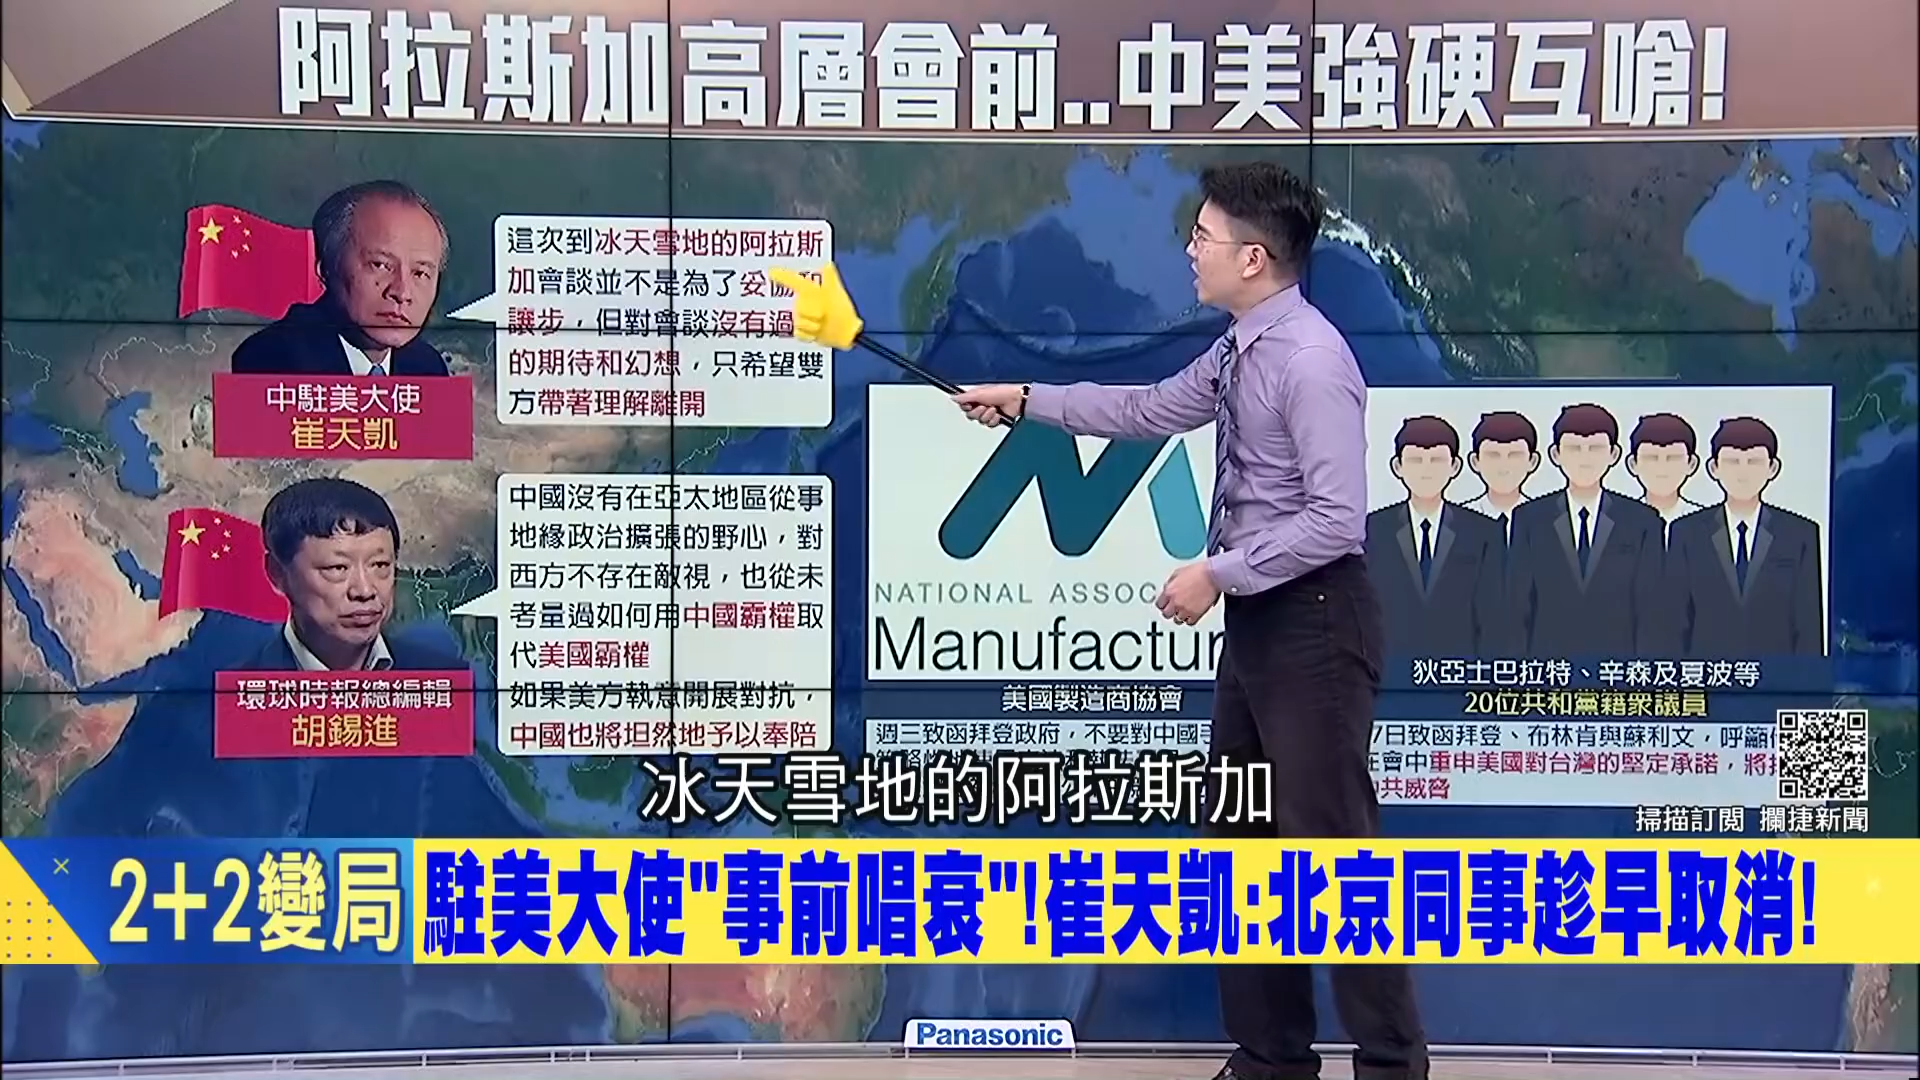 阿拉斯加高層會前..中美強硬互嗆!
這次到冰天雪地的阿拉斯
加會談並不是為了妥協和
讓步，但對會談沒有過
的期待和幻想，只希望雙
方帶著理解離開
中駐美大使
崔天凱
中國沒有在亞太地區從事
地緣政治擴張的野心，對
西方不存在敵視，也從未
考量過如何用中國霸權取
代美國霸權
如果美方執意開展對抗，
中國也將坦然地予以奉陪
環球時報總編輯
胡錫進
NATIONAL ASSOC
Manufactur
美國製造商協會
週三致函拜登政府，不要對中國
狄亞士巴拉特、辛森及夏波等
20位共和黨籍眾議員
7日致函拜登、布林肯與蘇利文，呼籲
會中重申美國對台灣的堅定承諾，將
共威脅
掃描訂閱 攔捷新聞
冰天雪地的阿拉斯加
2+2變局
駐美大使"事前唱衰"!崔天凱:北京同事趁早取消!
Panasonic